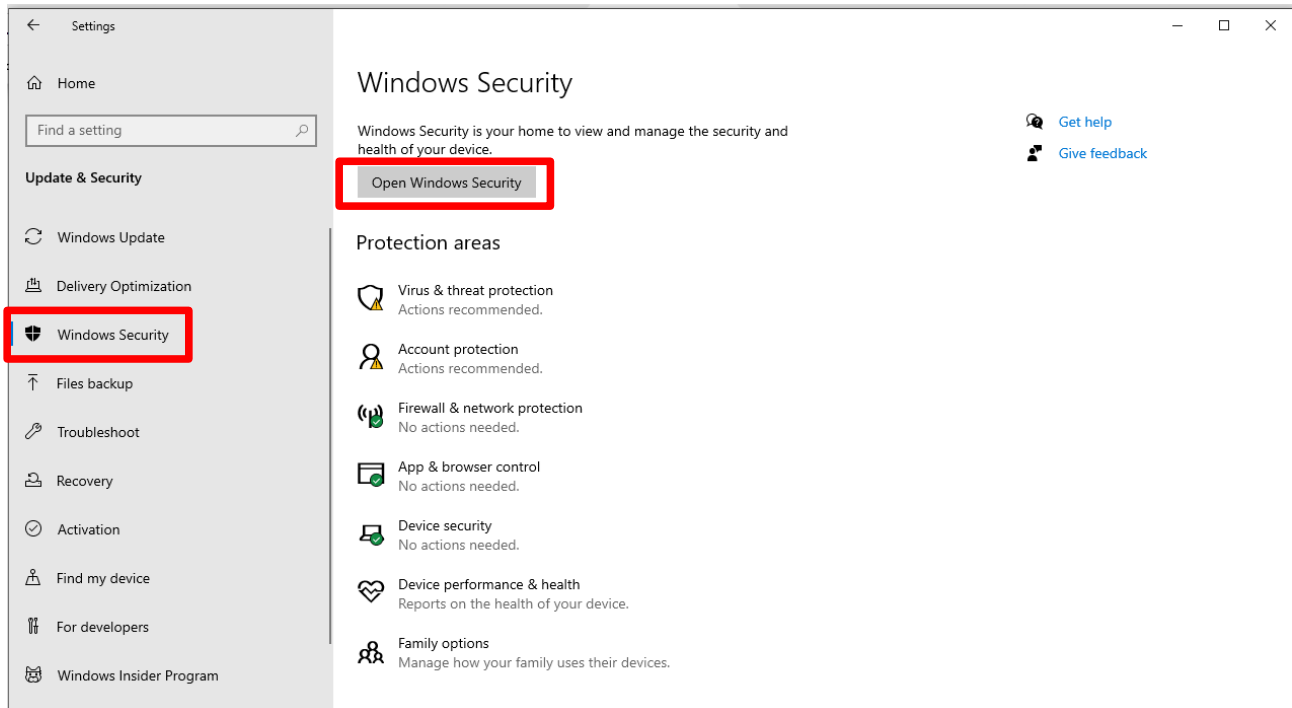 Settings
Home
Find a setting
Update & Security
Windows Update
Delivery Optimization
Windows Security
Files backup
Troubleshoot
Recovery
Activation
Find my device
For developers
Windows Insider Program
Windows Security
Windows Security is your home to view and manage the security and
health of your device.
Open Windows Security
Protection areas
Virus & threat protection
Actions recommended.
Account protection
Actions recommended.
Firewall & network protection
No actions needed.
App & browser control
No actions needed.
Device security
No actions needed.
Device performance & health
Reports on the health of your device.
Family options
Manage how your family uses their devices.
Get help
Give feedback